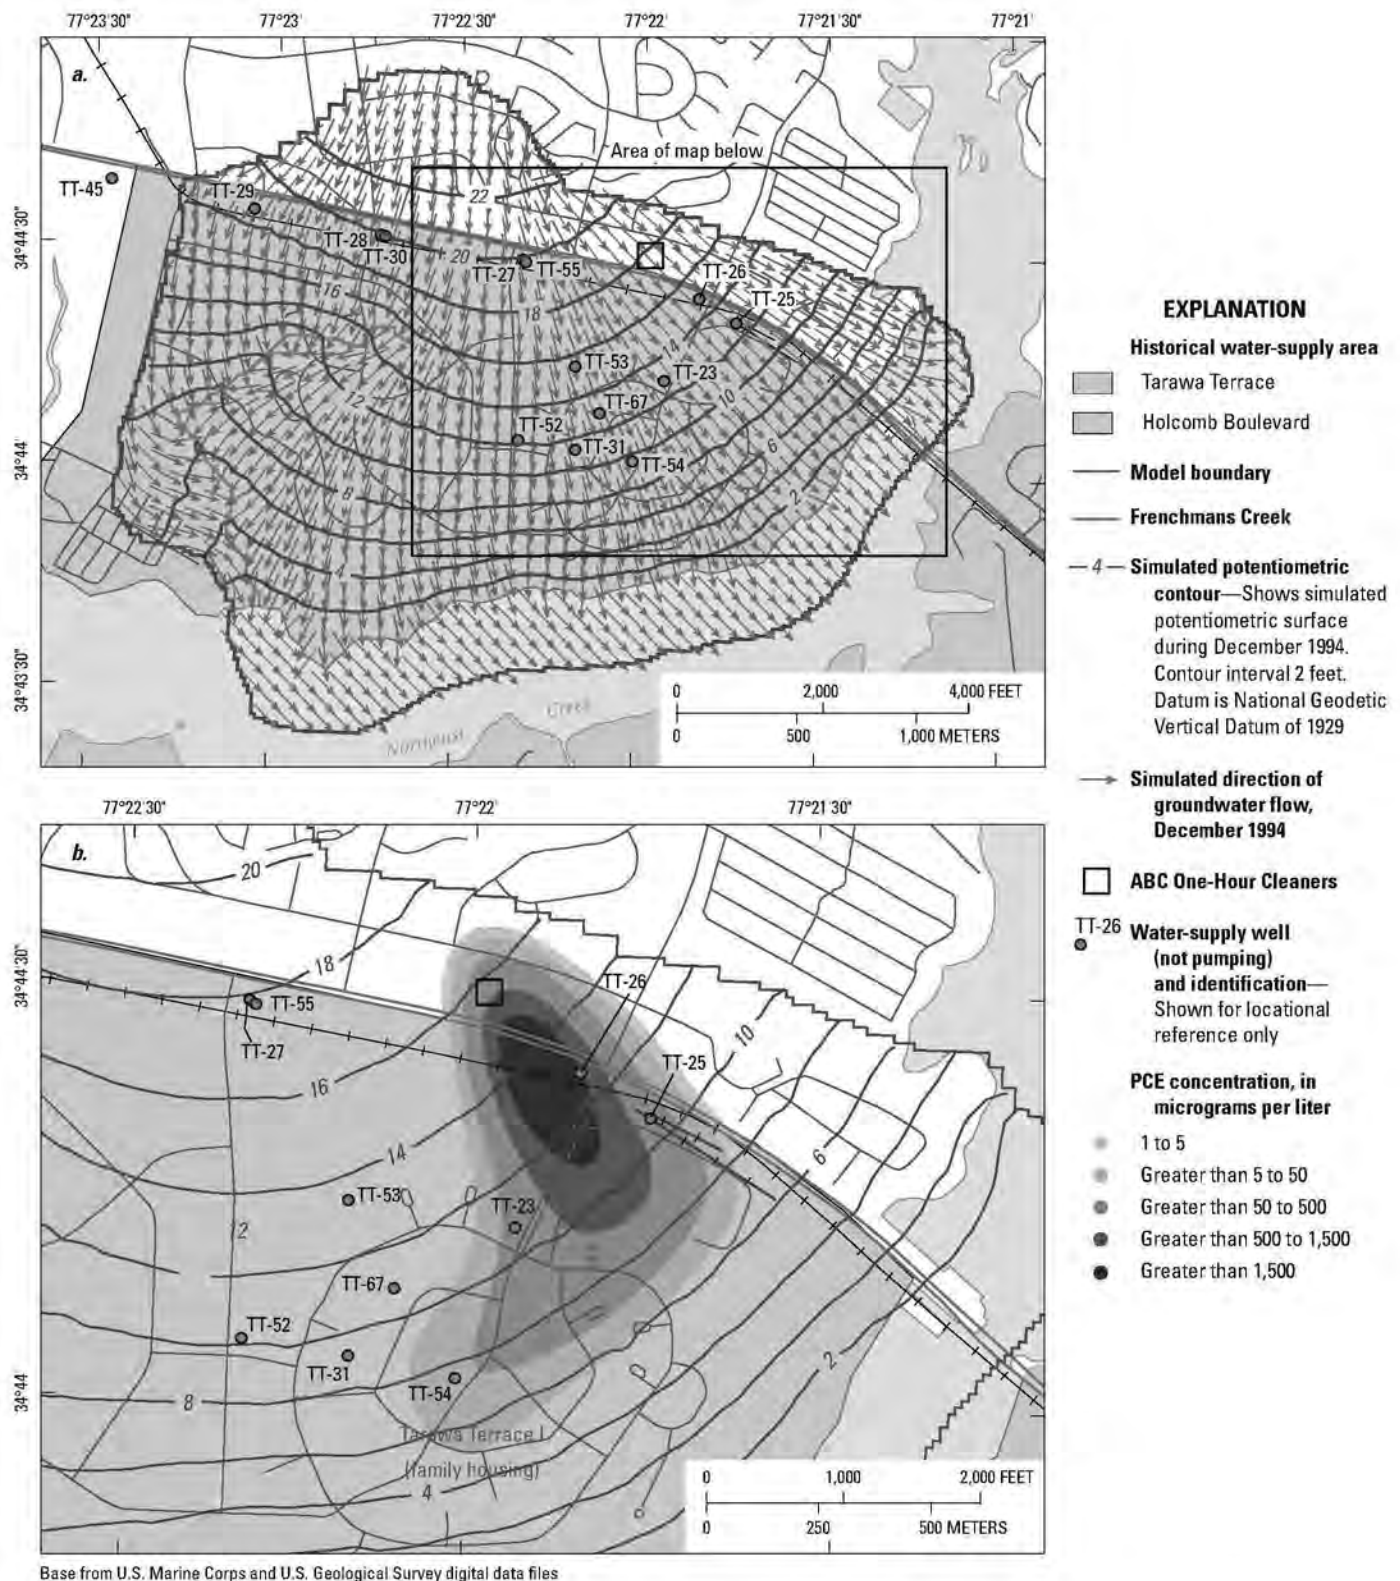 77°23'30"
77°23'
77°22'30"
77°22'
77°21'30"
77°21'
a.
Area of map below
TT-45
TT-29
22
34°44'30"
TT-28
TT-30
20
TT-27
TT-55
TT-26
TT-25
16
18
14
TT-53
TT-23
12
10
TT-67
TT-52
TT-31
6
34°44'
TT-54
8
2
4
34°43'30"
0 2,000 4,000 FEET
0 500 1,000 METERS
Northeast Creek
77°22'30"
77°22'
77°21'30"
b.
20
18
34°44'30"
TT-55
TT-27
TT-26
10
TT-25
16
14
6
TT-53
TT-23
12
TT-67
TT-52
TT-31
2
34°44'
TT-54
8
Tarawa Terrace I
(family housing)
4
0 1,000 2,000 FEET
0 250 500 METERS
Base from U.S. Marine Corps and U.S. Geological Survey digital data files
EXPLANATION
Historical water-supply area
Tarawa Terrace
Holcomb Boulevard
Model boundary
Frenchmans Creek
4 Simulated potentiometric
contour—Shows simulated
potentiometric surface
during December 1994.
Contour interval 2 feet.
Datum is National Geodetic
Vertical Datum of 1929
Simulated direction of
groundwater flow,
December 1994
ABC One-Hour Cleaners
TT-26 Water-supply well
(not pumping)
and identification—
Shown for locational
reference only
PCE concentration, in
micrograms per liter
1 to 5
Greater than 5 to 50
Greater than 50 to 500
Greater than 500 to 1,500
Greater than 1,500